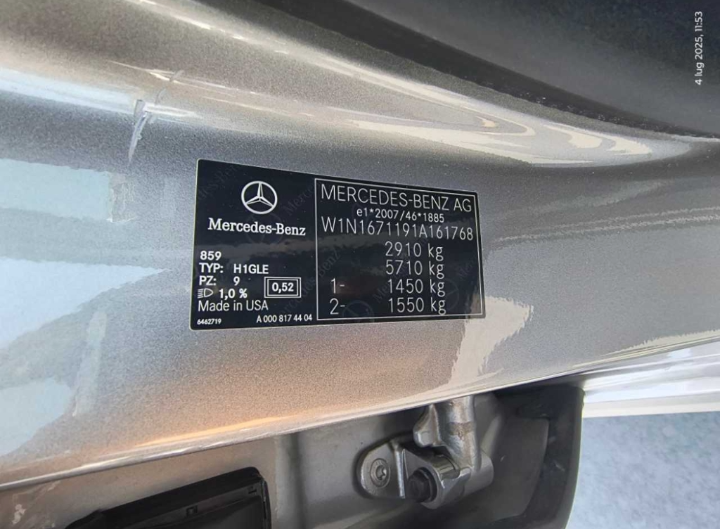 4 lug 2025, 11:53
Mercedes-Benz
859
TYP: H1GLE
PZ: 9
1,0 % 0,52
Made in USA
6462719 A 000 817 44 04
MERCEDES-BENZ AG
e1*2007/46*1885
W1N1671191A161768
2910 kg
5710 kg
1- 1450 kg
2- 1550 kg